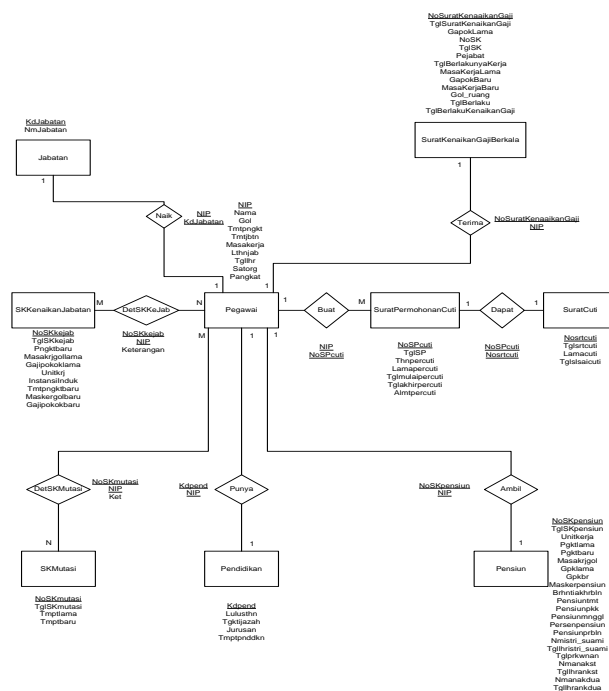 NoSuratKenaaikanGaji
TglSuratKenaikanGaji
GapokLama
NoSK
TglSK
Pejabat
TglBerlakunyaKerja
MasaKerjaLama
GapokBaru
MasaKerjaBaru
Gol_ruang
TglBerlaku
TglBerlakuKenaikanGaji
SuratKenaikanGajiBerkala
1
KdJabatan
NmJabatan
Jabatan
1
Naik
NIP
KdJabatan
NIP
Nama
Gol
Tmtpngkt
Tmtjbtn
Masakerja
Lthnjab
Tgllhr
Satorg
Pangkat
Terima
NoSuratKenaaikanGaji
NIP
1
1
SKKenaikanJabatan
M
DetSKKeJab
N
Pegawai
1
Buat
M
SuratPermohonanCuti
1
Dapat
1
SuratCuti
NoSKkejab
TglSKkejab
Pngktbaru
Masakrjgollama
Gajipokoklama
Unitkrj
InstansiInduk
Tmtpngktbaru
Maskergolbaru
Gajipokokbaru
NoSKkejab
NIP
Keterangan
M
1
1
NIP
NoSPcuti
NoSPcuti
TglSP
Thnpercuti
Lamapercuti
Tglmulaipercuti
Tglakhirpercuti
Almtpercuti
NoSPcuti
Nosrtcuti
Nosrtcuti
Tglsrtcuti
Lamacuti
Tglslsaicuti
DetSKMutasi
NoSKmutasi
NIP
Ket
Kdpend
NIP
Punya
NoSKpensiun
NIP
Ambil
N
1
1
SKMutasi
Pendidikan
Pensiun
NoSKmutasi
TglSKmutasi
Tmptlama
Tmptbaru
Kdpend
Lulusthn
Tgktijazah
Jurusan
Tmptpnddkn
NoSKpensiun
TglSKpensiun
Unitkerja
Pgktlama
Pgktbaru
Masakrjgol
Gpklama
Gpkbr
Maskerpensiun
Brhntiakhrbln
Pensiuntmt
Pensiunpkk
Pensiunmnggl
Persenpensiun
Pensiunprbln
Nmistri_suami
Tgllhristri_suami
Tglprkwnan
Nmanakst
Tgllhrankst
Nmanakdua
Tgllhrankdua